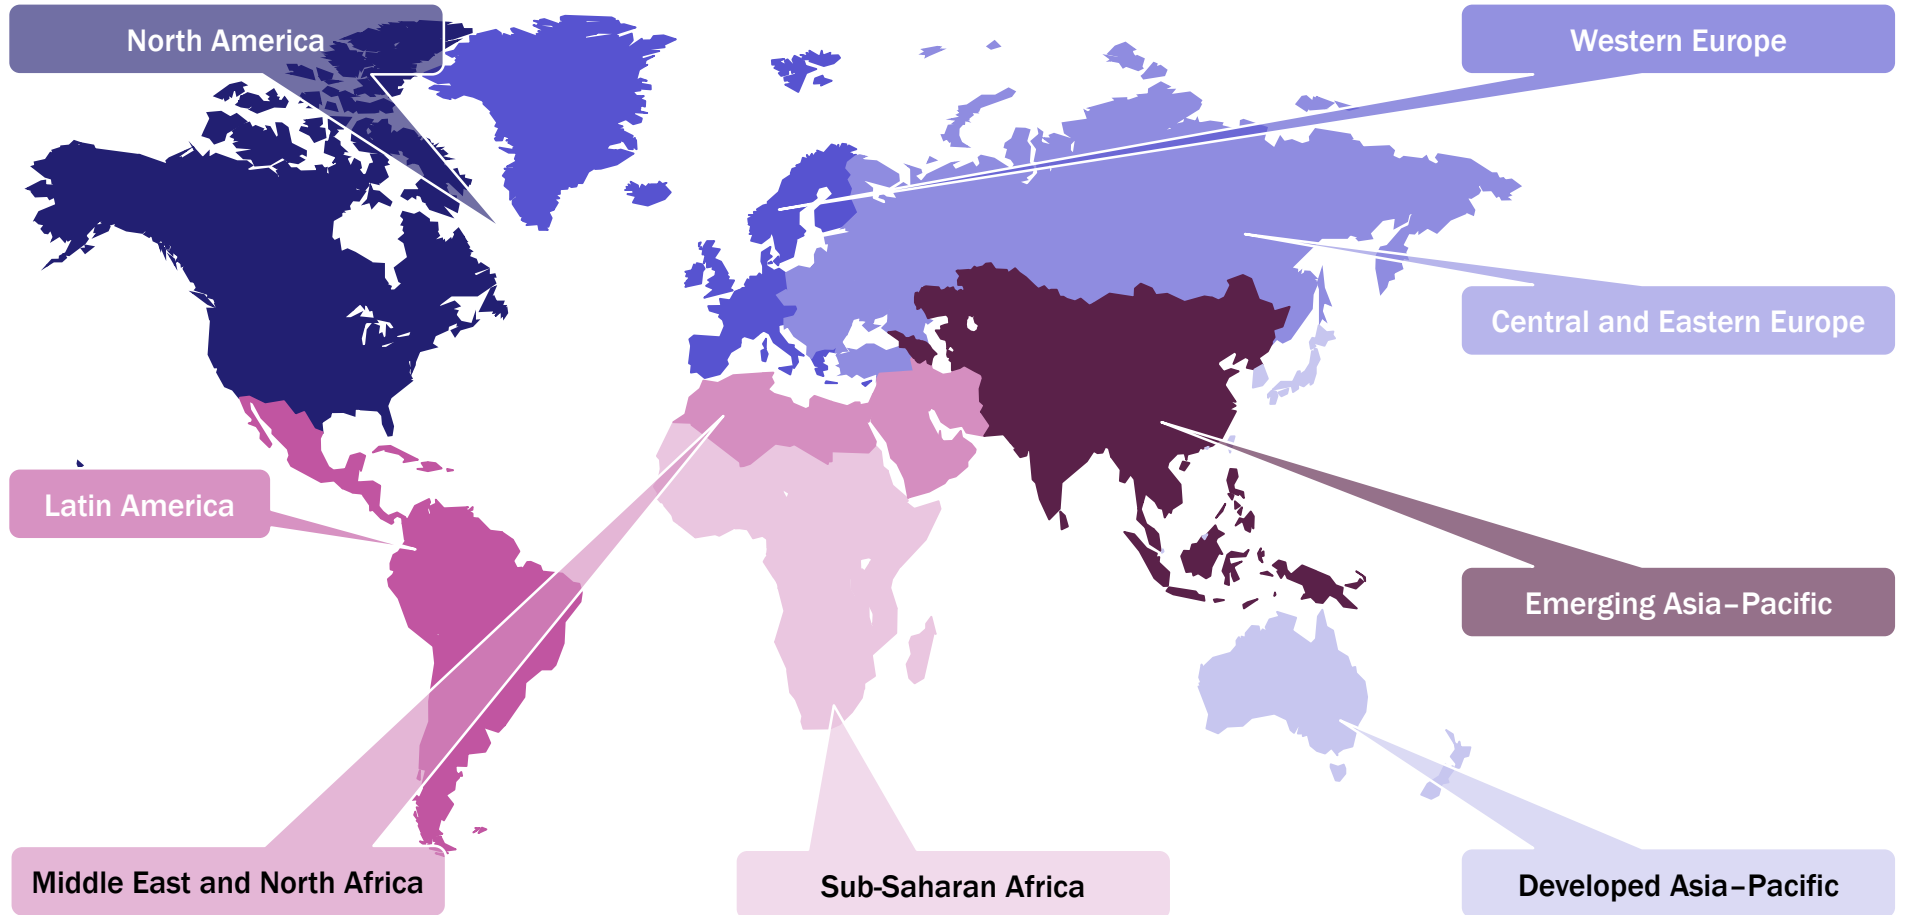 North America
Western Europe
Central and Eastern Europe
Latin America
Emerging Asia–Pacific
Middle East and North Africa
Sub-Saharan Africa
Developed Asia–Pacific